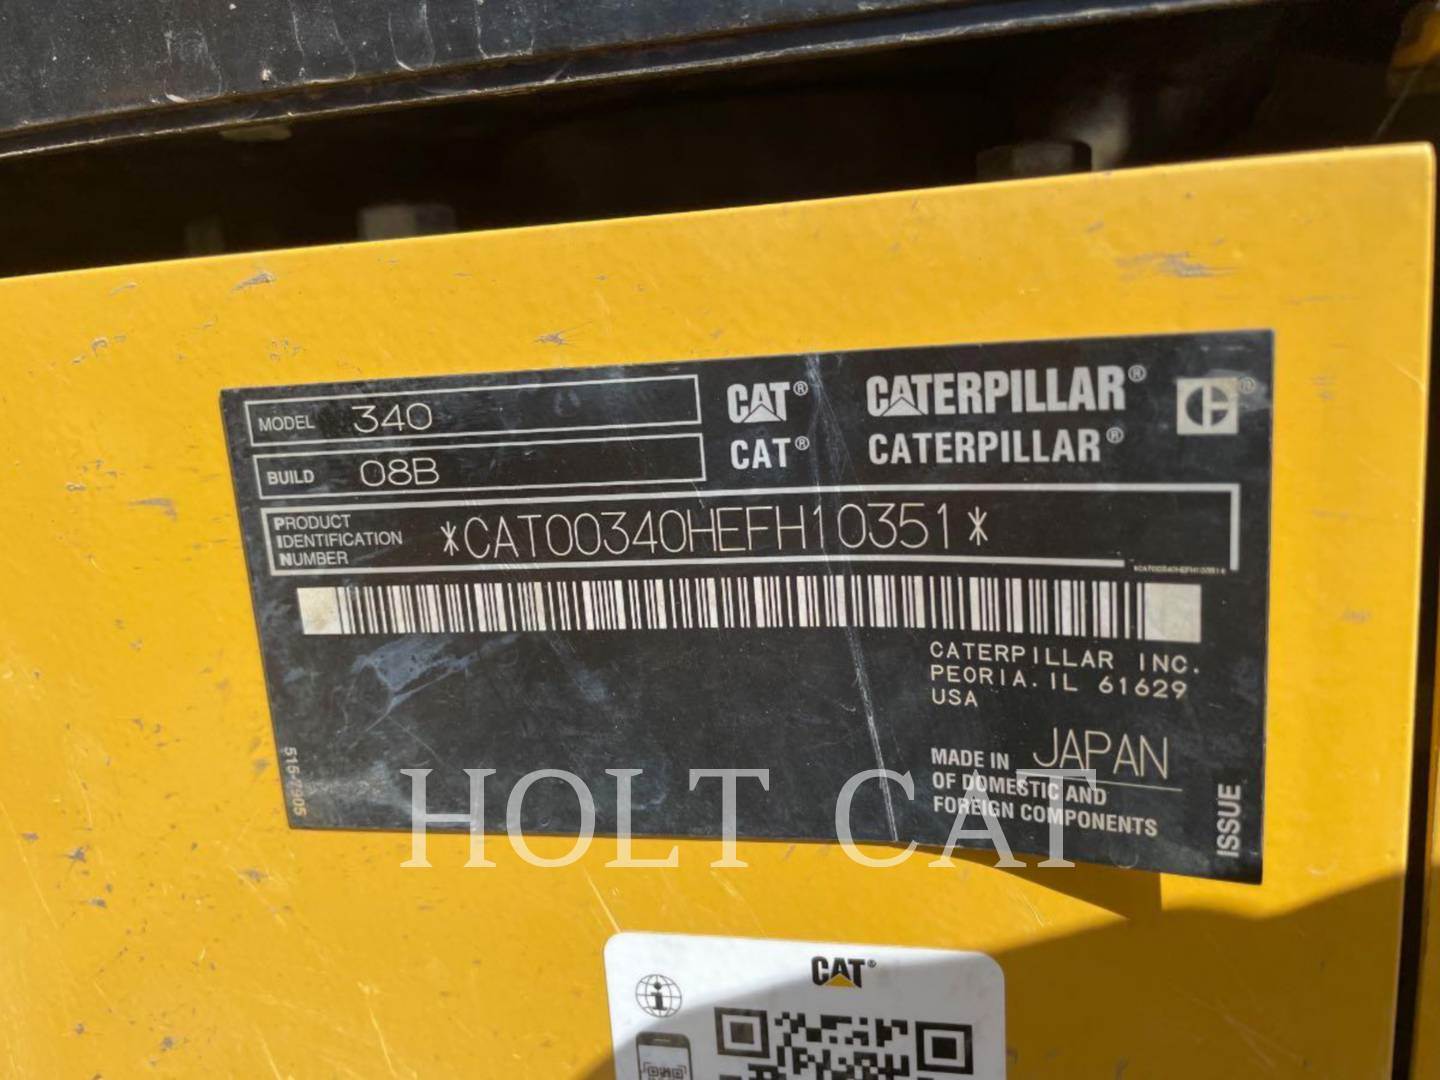 MODEL 340
CAT® CATERPILLAR® ®
BUILD 08B
CAT® CATERPILLAR®
PRODUCT
IDENTIFICATION
NUMBER
*CAT00340HEFH10351*
*CAT00340HEFH10351*
CATERPILLAR INC.
PEORIA, IL 61629
USA
MADE IN JAPAN
OF DOMESTIC AND
FOREIGN COMPONENTS
ISSUE
HOLT CAT
CAT®